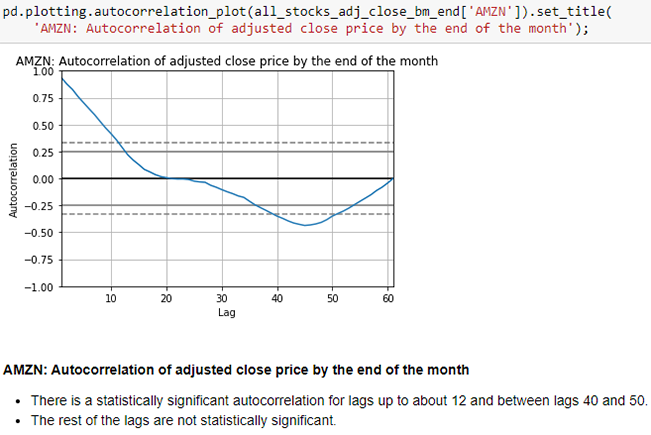 pd.plotting.autocorrelation_plot(all_stocks_adj_close_bm_end['AMZN']).set_title(
'AMZN: Autocorrelation of adjusted close price by the end of the month');
AMZN: Autocorrelation of adjusted close price by the end of the month
1.00
0.75
0.50
0.25
0.00
−0.25
−0.50
−0.75
−1.00
Autocorrelation
10 20 30 40 50 60
Lag
AMZN: Autocorrelation of adjusted close price by the end of the month
• There is a statistically significant autocorrelation for lags up to about 12 and between lags 40 and 50.
• The rest of the lags are not statistically significant.